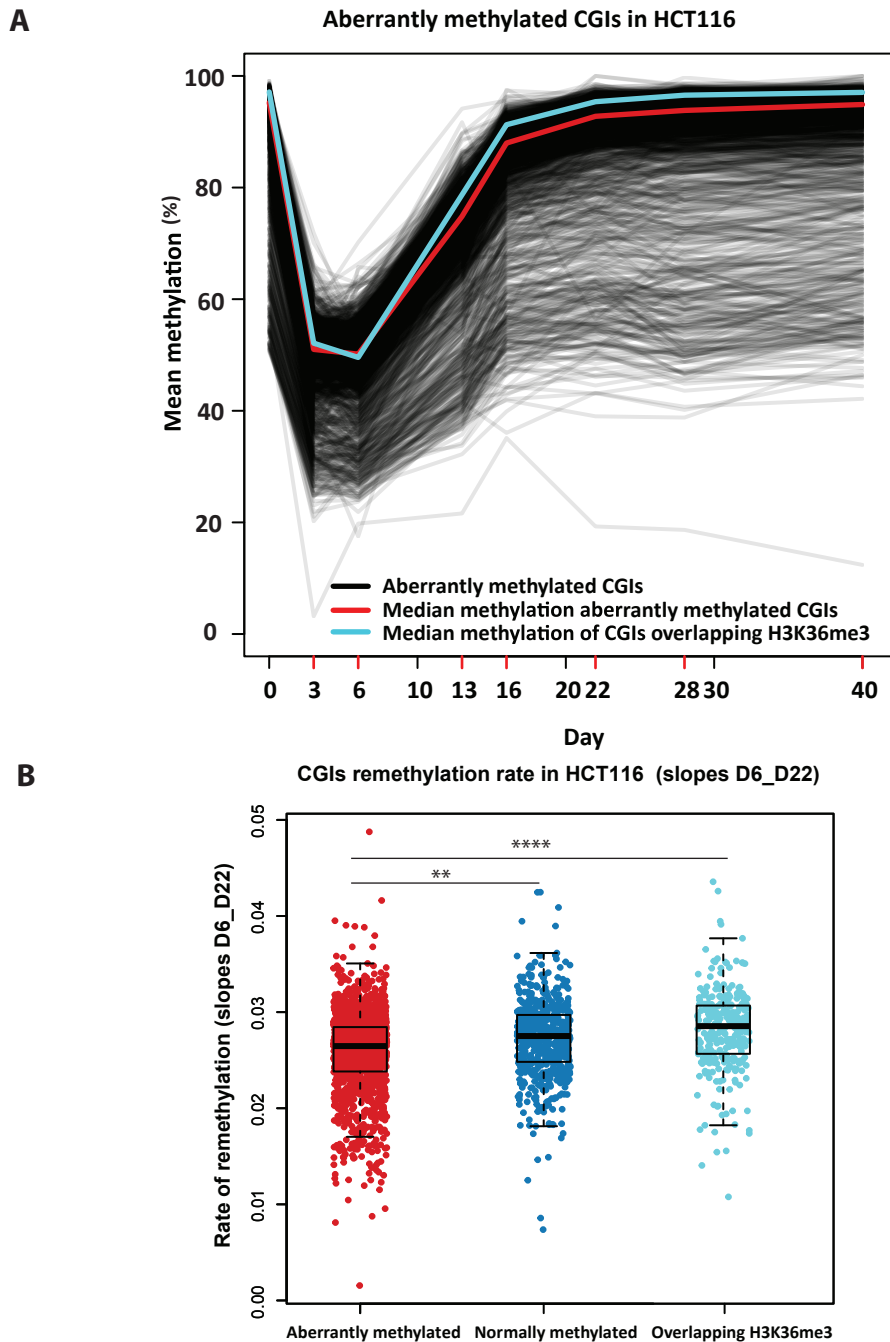 A
Aberrantly methylated CGIs in HCT116
Mean methylation (%)
100
80
60
40
20
0
Aberrantly methylated CGIs
Median methylation aberrantly methylated CGIs
Median methylation of CGIs overlapping H3K36me3
0 3 6 10 13 16 20 22 28 30 40
Day
B
CGIs remethylation rate in HCT116 (slopes D6_D22)
Rate of remethylation (slopes D6_D22)
0.05
0.04
0.03
0.02
0.01
0.00
****
**
Aberrantly methylated Normally methylated Overlapping H3K36me3